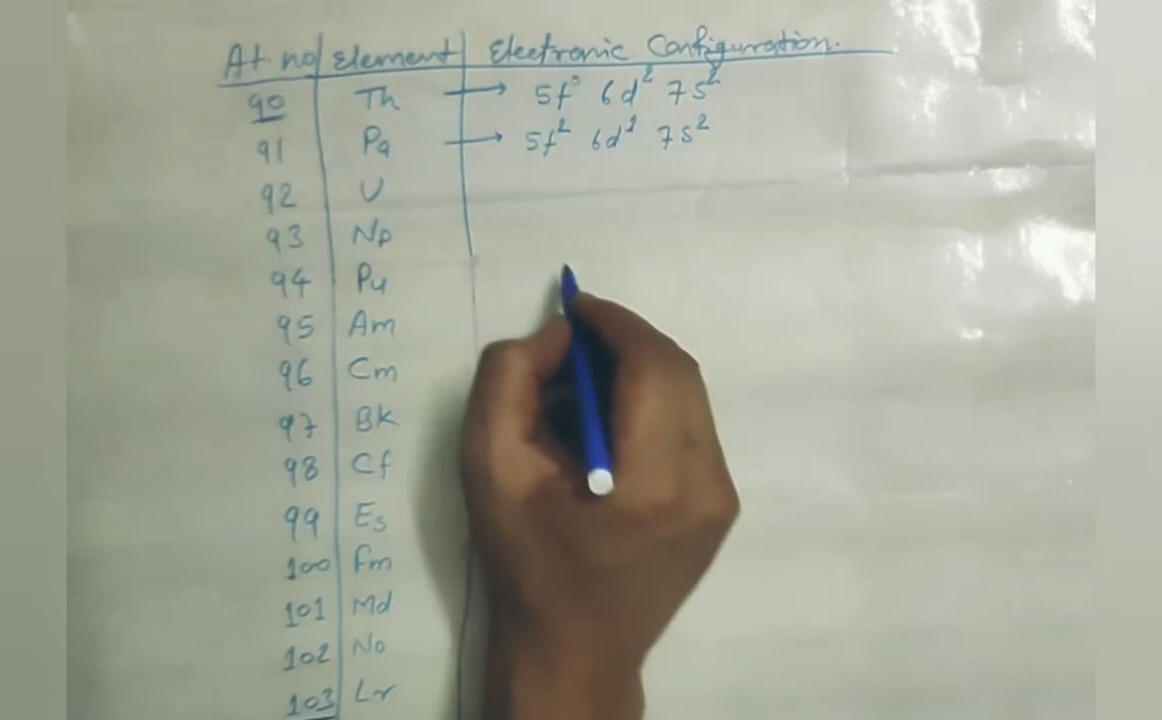 At. no Element Electronic Configuration.
90 Th → 5f⁰ 6d² 7s²
91 Pa → 5f² 6d¹ 7s²
92 U
93 Np
94 Pu
95 Am
96 Cm
97 Bk
98 Cf
99 Es
100 Fm
101 Md
102 No
103 Lr